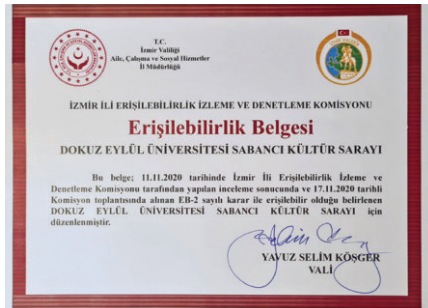 T.C.
İzmir Valiliği
Aile, Çalışma ve Sosyal Hizmetler
İl Müdürlüğü
İZMİR İLİ ERİŞİLEBİLİRLİK İZLEME VE DENETLEME KOMİSYONU
Erişilebilirlik Belgesi
DOKUZ EYLÜL ÜNİVERSİTESİ SABANCI KÜLTÜR SARAYI
Bu belge; 11.11.2020 tarihinde İzmir İli Erişilebilirlik İzleme ve
Denetleme Komisyonu tarafından yapılan inceleme sonucunda ve 17.11.2020 tarihli
Komisyon toplantısında alınan EB-2 sayılı karar ile erişilebilir olduğu belirlenen
DOKUZ EYLÜL ÜNİVERSİTESİ SABANCI KÜLTÜR SARAYI için
düzenlenmiştir.
YAVUZ SELİM KÖŞGER
VALİ